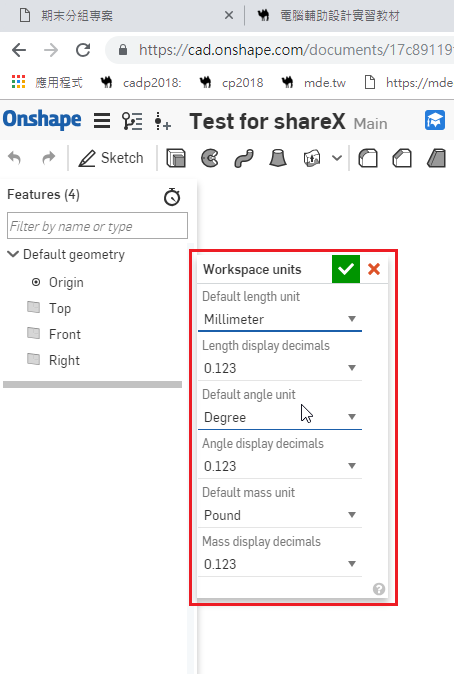 期末分組專案
電腦輔助設計實習教材
https://cad.onshape.com/documents/17c89119
應用程式 cadp2018: cp2018 mde.tw https://mde
Onshape Test for shareX Main
Sketch
Features (4)
Filter by name or type
Default geometry
Origin
Top
Front
Right
Workspace units
Default length unit
Millimeter
Length display decimals
0.123
Default angle unit
Degree
Angle display decimals
0.123
Default mass unit
Pound
Mass display decimals
0.123